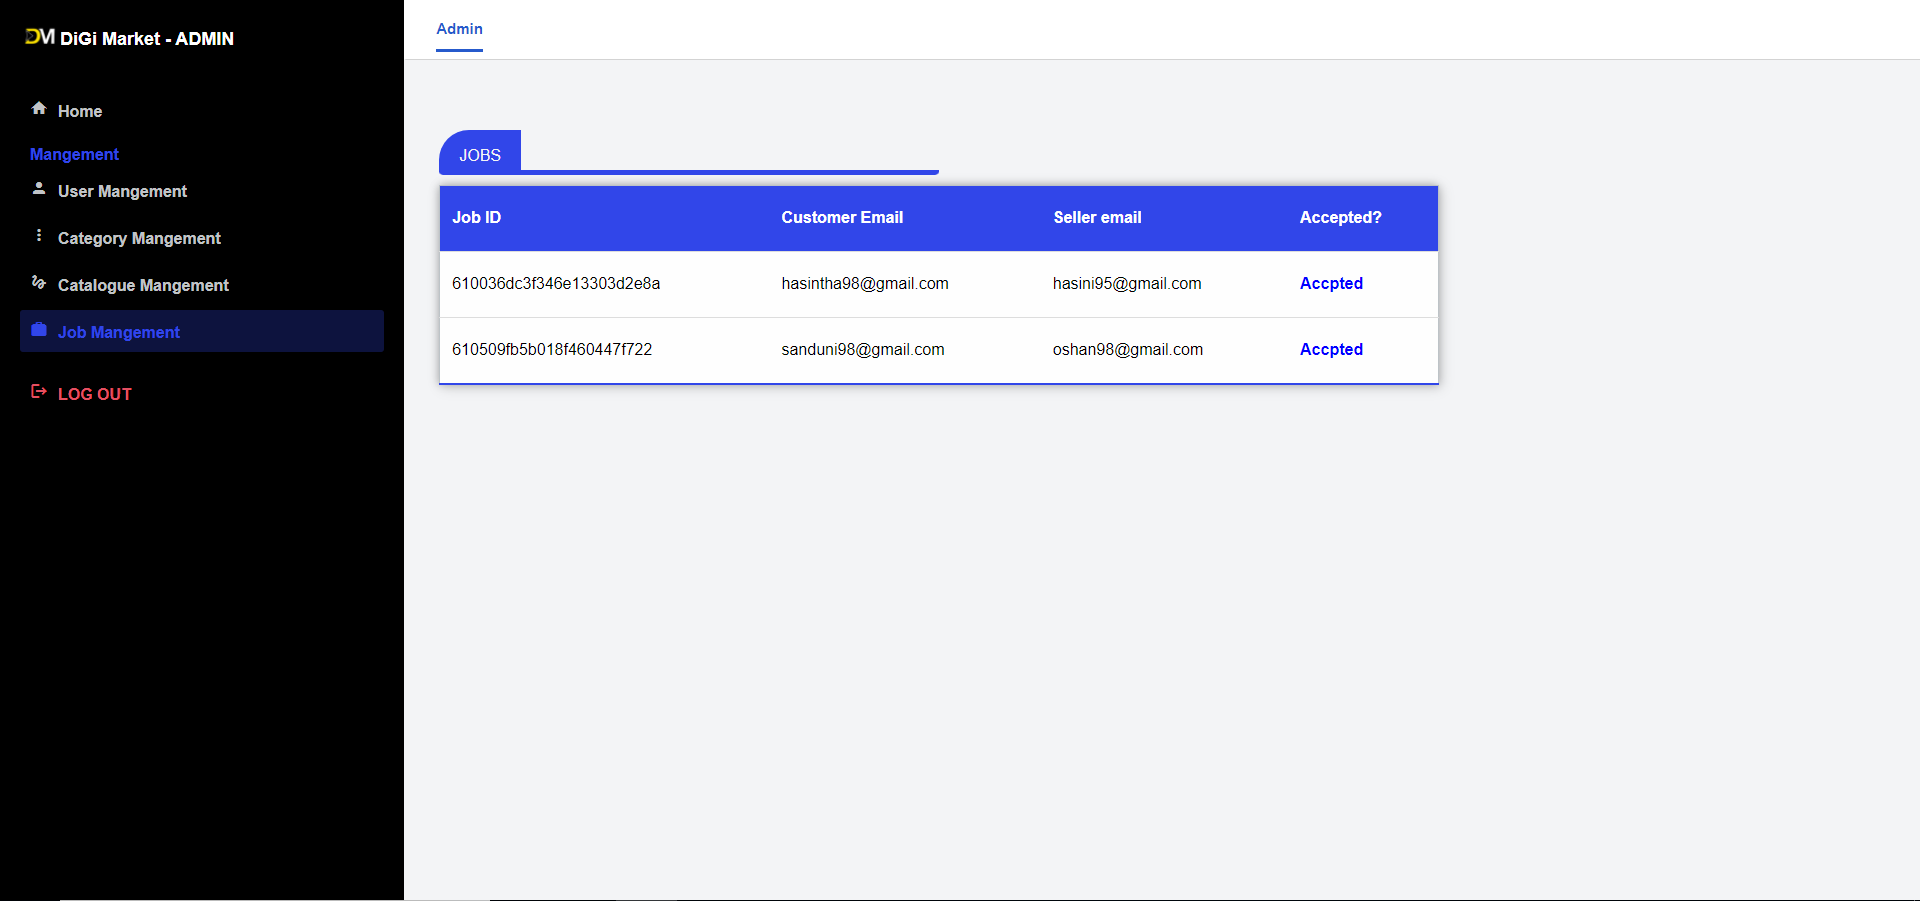 DM DiGi Market - ADMIN
Admin
Home
Mangement
User Mangement
Category Mangement
Catalogue Mangement
Job Mangement
LOG OUT
JOBS
Job ID Customer Email Seller email Accepted?
610036dc3f346e13303d2e8a hasintha98@gmail.com hasini95@gmail.com Accpted
610509fb5b018f460447f722 sanduni98@gmail.com oshan98@gmail.com Accpted